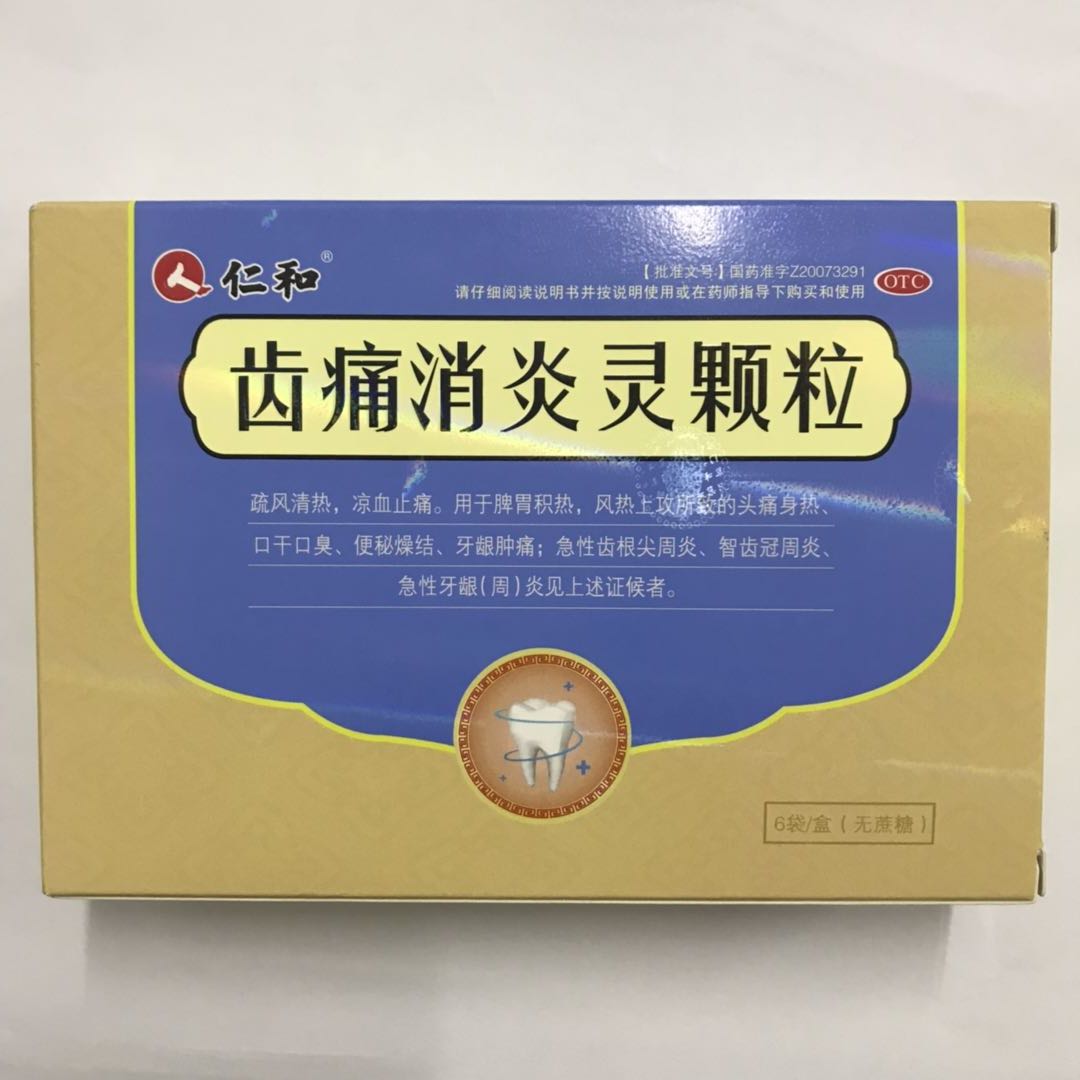 仁和®
【批准文号】国药准字Z20073291
请仔细阅读说明书并按说明使用或在药师指导下购买和使用
OTC
齿痛消炎灵颗粒
疏风清热，凉血止痛。用于脾胃积热，风热上攻所致的头痛身热、
口干口臭、便秘燥结、牙龈肿痛；急性齿根尖周炎、智齿冠周炎、
急性牙龈（周）炎见上述证候者。
6袋/盒（无蔗糖）